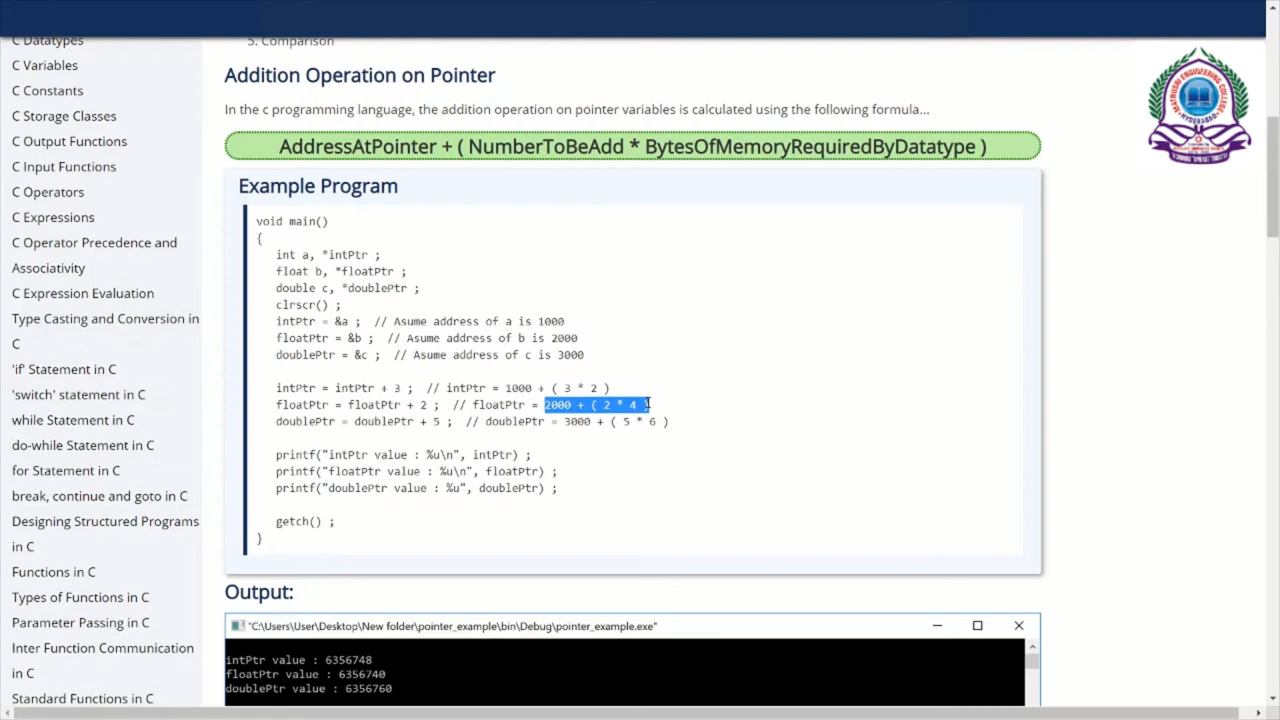 C Datatypes
C Variables
C Constants
C Storage Classes
C Output Functions
C Input Functions
C Operators
C Expressions
C Operator Precedence and
Associativity
C Expression Evaluation
Type Casting and Conversion in
C
'if' Statement in C
'switch' statement in C
while Statement in C
do-while Statement in C
for Statement in C
break, continue and goto in C
Designing Structured Programs
in C
Functions in C
Types of Functions in C
Parameter Passing in C
Inter Function Communication
in C
Standard Functions in C
5. Comparison
Addition Operation on Pointer
In the c programming language, the addition operation on pointer variables is calculated using the following formula...
AddressAtPointer + ( NumberToBeAdd * BytesOfMemoryRequiredByDatatype )
Example Program
void main()
{
int a, *intPtr ;
float b, *floatPtr ;
double c, *doublePtr ;
clrscr() ;
intPtr = &a ; // Asume address of a is 1000
floatPtr = &b ; // Asume address of b is 2000
doublePtr = &c ; // Asume address of c is 3000
intPtr = intPtr + 3 ; // intPtr = 1000 + ( 3 * 2 )
floatPtr = floatPtr + 2 ; // floatPtr = 2000 + ( 2 * 4 )
doublePtr = doublePtr + 5 ; // doublePtr = 3000 + ( 5 * 6 )
printf("intPtr value : %u\n", intPtr) ;
printf("floatPtr value : %u\n", floatPtr) ;
printf("doublePtr value : %u", doublePtr) ;
getch() ;
}
Output:
"C:\Users\User\Desktop\New folder\pointer_example\bin\Debug\pointer_example.exe"
intPtr value : 6356748
floatPtr value : 6356740
doublePtr value : 6356760
MATRUSRI ENGINEERING COLLEGE
HYDERABAD